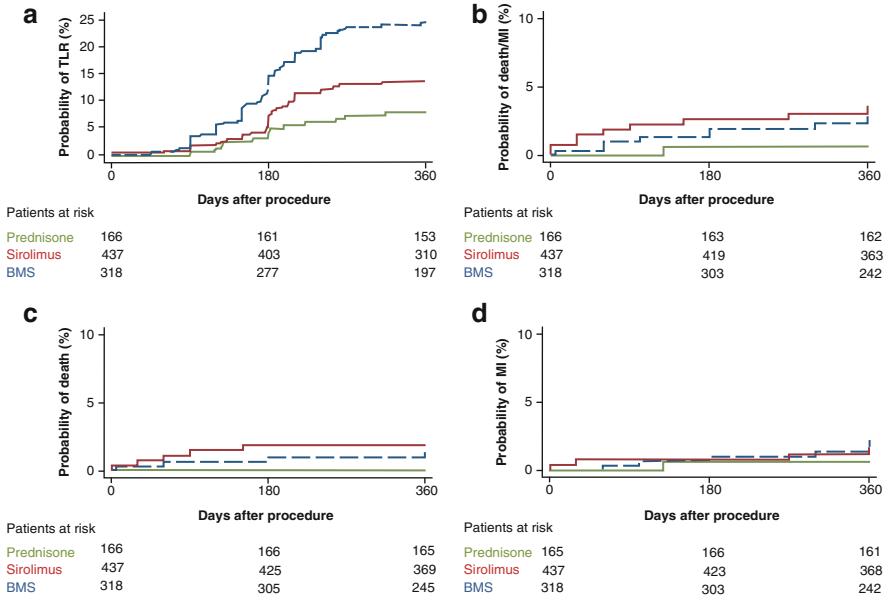 a
Probability of TLR (%)
25
20
15
10
5
0
0 180 360
Days after procedure
Patients at risk
Prednisone 166 161 153
Sirolimus 437 403 310
BMS 318 277 197
b
Probability of death/MI (%)
10
5
0
0 180 360
Days after procedure
Patients at risk
Prednisone 166 163 162
Sirolimus 437 419 363
BMS 318 303 242
c
Probability of death (%)
10
5
0
0 180 360
Days after procedure
Patients at risk
Prednisone 166 166 165
Sirolimus 437 425 369
BMS 318 305 245
d
Probability of MI (%)
10
5
0
0 180 360
Days after procedure
Patients at risk
Prednisone 165 166 161
Sirolimus 437 423 368
BMS 318 303 242